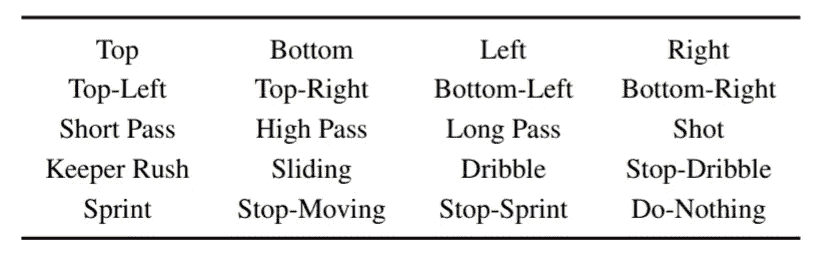 Top Bottom Left Right
Top-Left Top-Right Bottom-Left Bottom-Right
Short Pass High Pass Long Pass Shot
Keeper Rush Sliding Dribble Stop-Dribble
Sprint Stop-Moving Stop-Sprint Do-Nothing